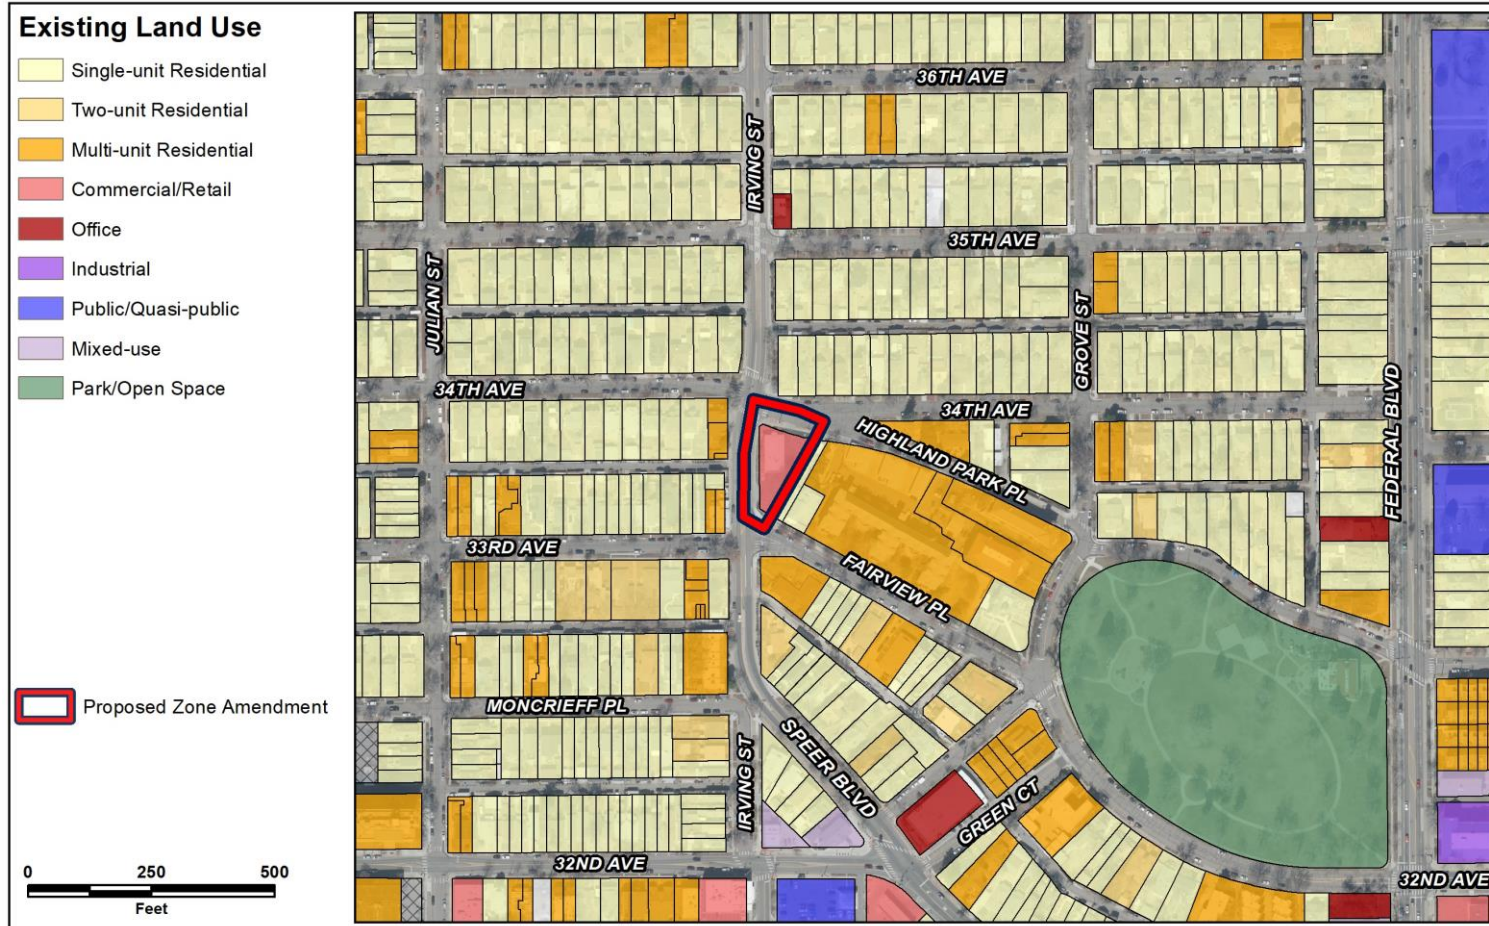 Existing Land Use
Single-unit Residential
Two-unit Residential
Multi-unit Residential
Commercial/Retail
Office
Industrial
Public/Quasi-public
Mixed-use
Park/Open Space
Proposed Zone Amendment
0 250 500
Feet
36TH AVE
IRVING ST
35TH AVE
JULIAN ST
GROVE ST
34TH AVE
34TH AVE
FEDERAL BLVD
HIGHLAND PARK PL
33RD AVE
FAIRVIEW PL
MONCRIEFF PL
SPEER BLVD
IRVING ST
GREEN CT
32ND AVE
32ND AVE